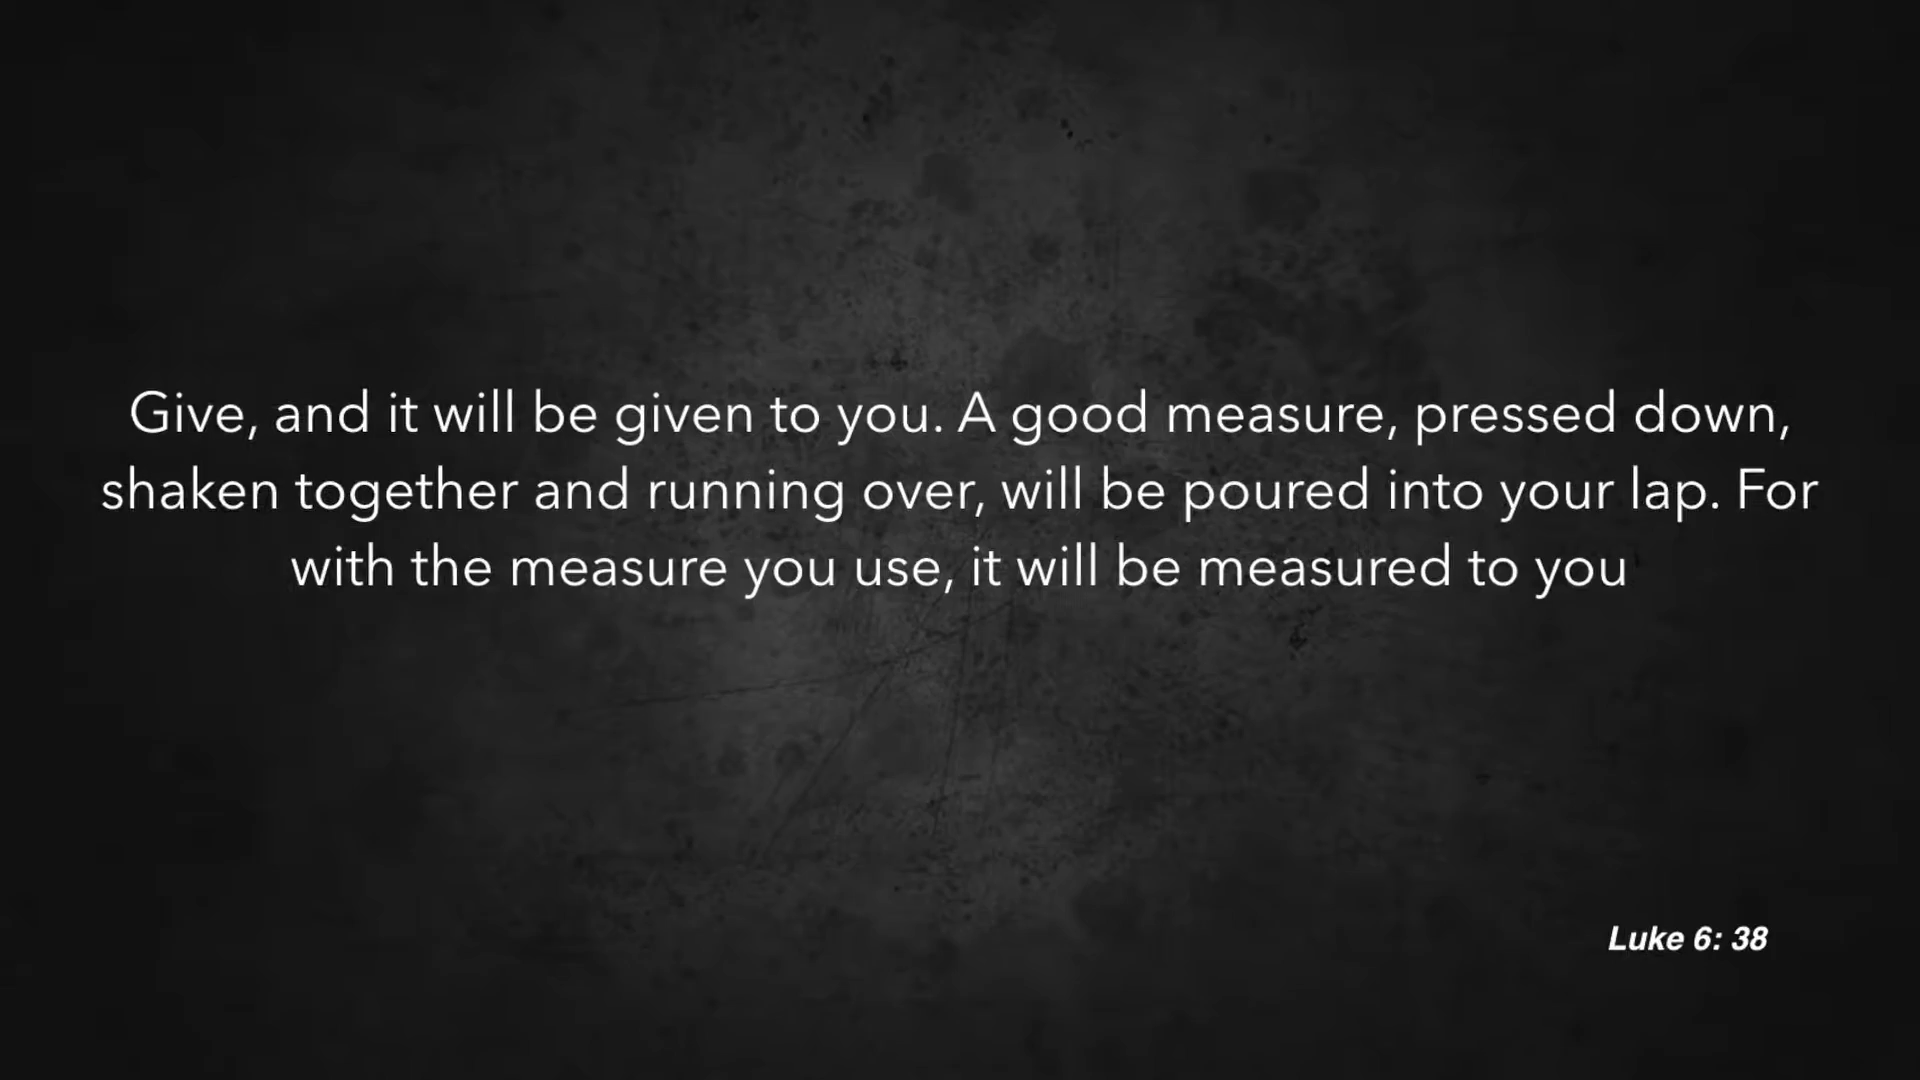 Give, and it will be given to you. A good measure, pressed down,
shaken together and running over, will be poured into your lap. For
with the measure you use, it will be measured to you
Luke 6: 38